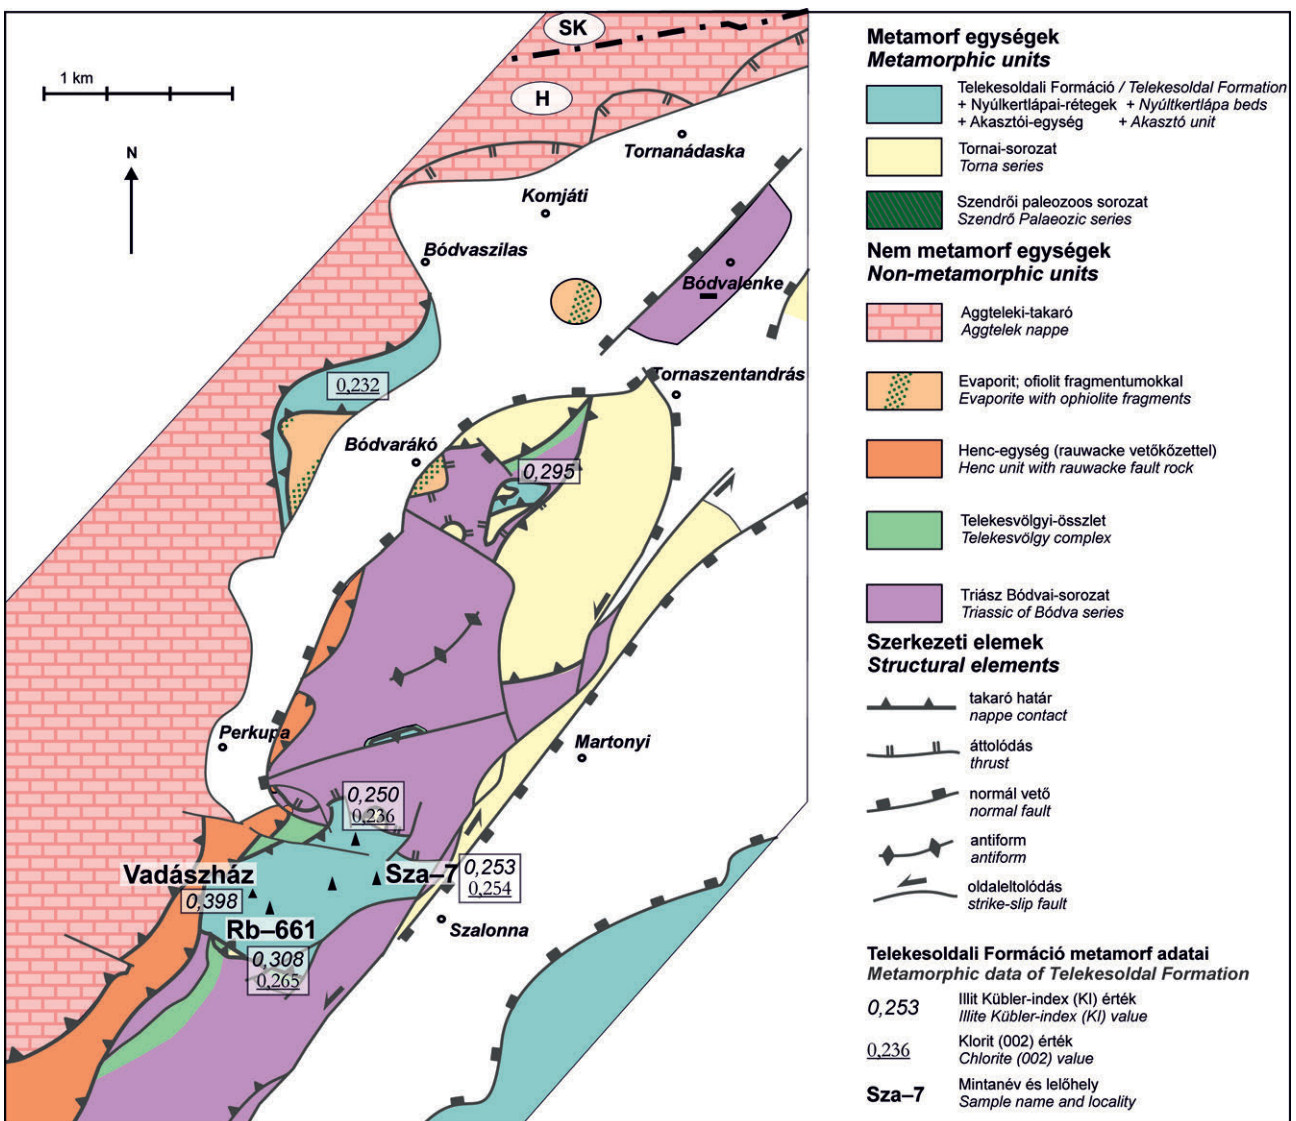 SK
H
1 km
N
Tornanádaska
Komjáti
Bódvaszilas
Bódvalenke
0,232
Tornaszentandrás
Bódvarákó
0,295
Perkupa
Martonyi
0,250
0,236
Vadászház
0,398
Sza–7
0,253
0,254
Rb–661
0,308
0,265
Szalonna
Metamorf egységek
Metamorphic units
Telekesoldali Formáció / Telekesoldal Formation
+ Nyúlkertlápai-rétegek + Nyúltkertlápa beds
+ Akasztói-egység + Akasztó unit
Tornai-sorozat
Torna series
Szendrői paleozoos sorozat
Szendrő Palaeozic series
Nem metamorf egységek
Non-metamorphic units
Aggteleki-takaró
Aggtelek nappe
Evaporit; ofiolit fragmentumokkal
Evaporite with ophiolite fragments
Henc-egység (rauwacke vetőkőzettel)
Henc unit with rauwacke fault rock
Telekesvölgyi-összlet
Telekesvölgy complex
Triász Bódvai-sorozat
Triassic of Bódva series
Szerkezeti elemek
Structural elements
takaró határ
nappe contact
áttolódás
thrust
normál vető
normal fault
antiform
antiform
oldaleltolódás
strike-slip fault
Telekesoldali Formáció metamorf adatai
Metamorphic data of Telekesoldal Formation
0,253
Illit Kübler-index (KI) érték
Illite Kübler-index (KI) value
0,236
Klorit (002) érték
Chlorite (002) value
Sza–7
Mintanév és lelőhely
Sample name and locality